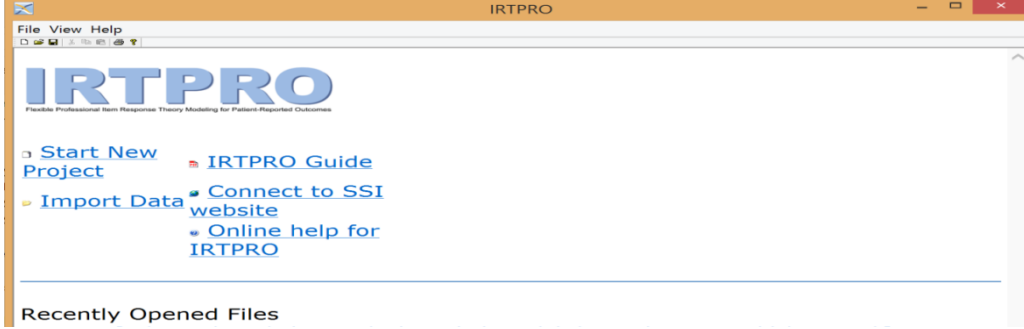 IRTPRO
File View Help
IRTPRO
Flexible Professional Item Response Theory Modeling for Patient-Reported Outcomes
Start New
Project
Import Data
IRTPRO Guide
Connect to SSI
website
Online help for
IRTPRO
Recently Opened Files